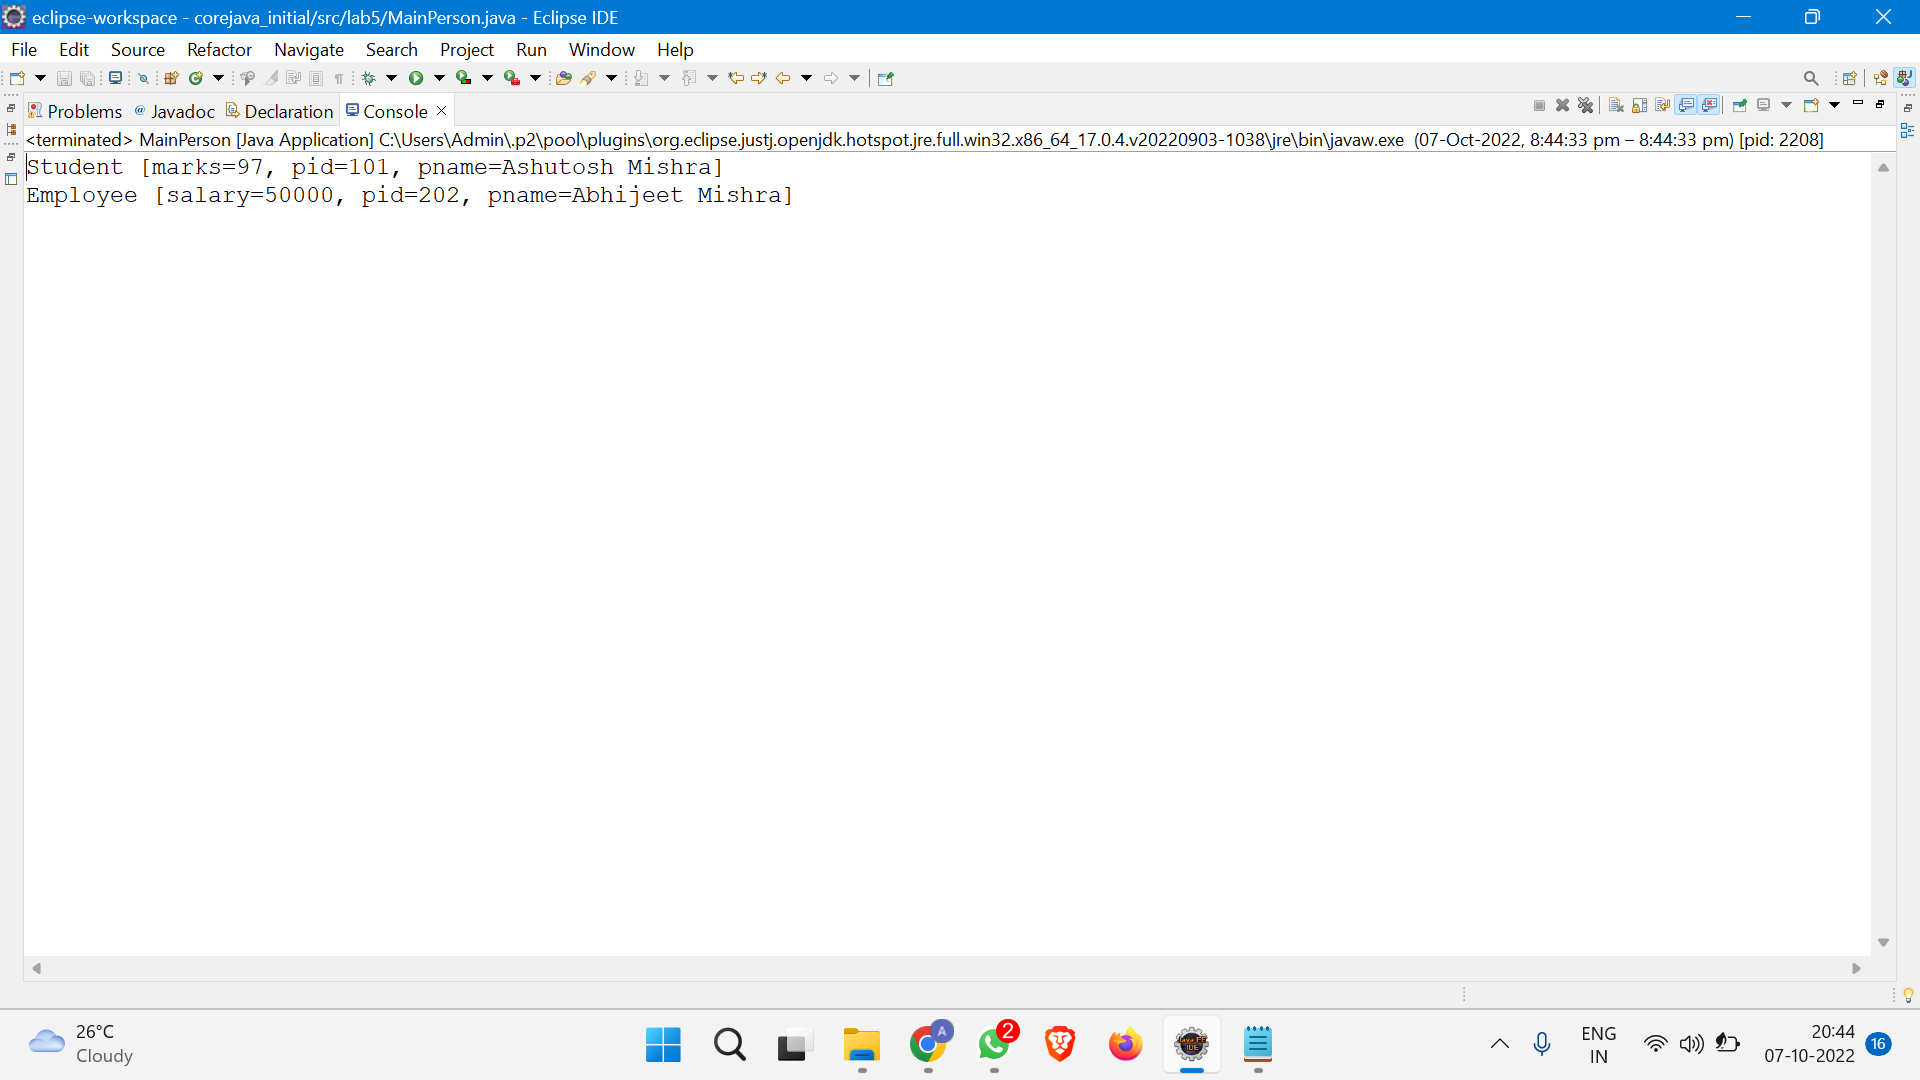 eclipse-workspace - corejava_initial/src/lab5/MainPerson.java - Eclipse IDE
File Edit Source Refactor Navigate Search Project Run Window Help
Problems @ Javadoc Declaration Console
<terminated> MainPerson [Java Application] C:\Users\Admin\.p2\pool\plugins\org.eclipse.justj.openjdk.hotspot.jre.full.win32.x86_64_17.0.4.v20220903-1038\jre\bin\javaw.exe (07-Oct-2022, 8:44:33 pm – 8:44:33 pm) [pid: 2208]
Student [marks=97, pid=101, pname=Ashutosh Mishra]
Employee [salary=50000, pid=202, pname=Abhijeet Mishra]
26°C
Cloudy
A
2
Java EE
IDE
ENG
IN
20:44
07-10-2022
16